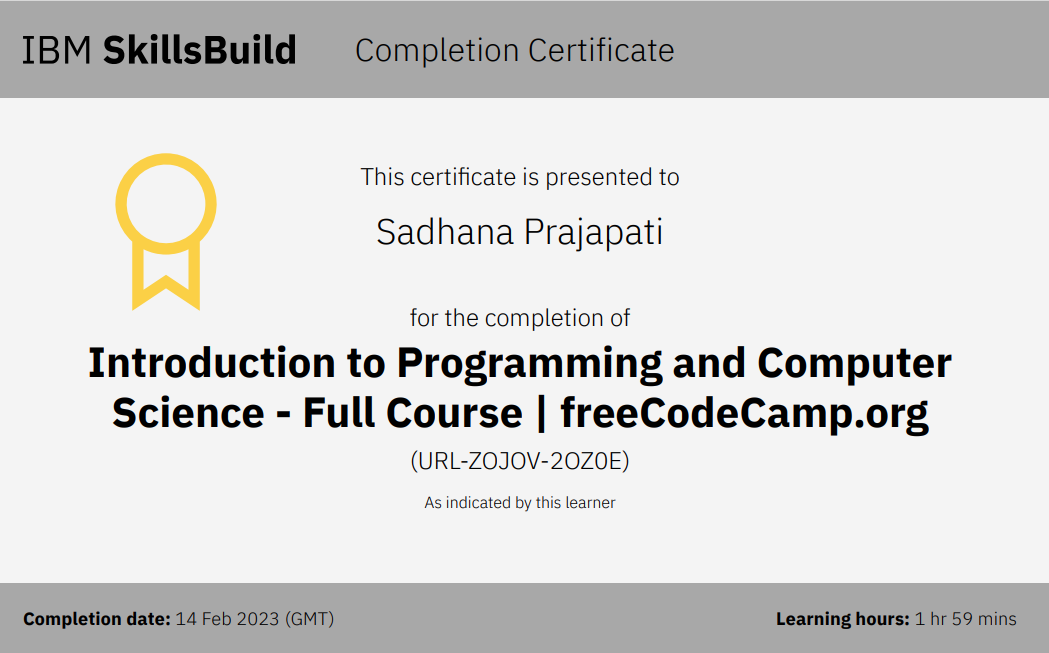 IBM SkillsBuild Completion Certificate
This certificate is presented to
Sadhana Prajapati
for the completion of
Introduction to Programming and Computer
Science - Full Course | freeCodeCamp.org
(URL-ZOJOV-2OZ0E)
As indicated by this learner
Completion date: 14 Feb 2023 (GMT)
Learning hours: 1 hr 59 mins